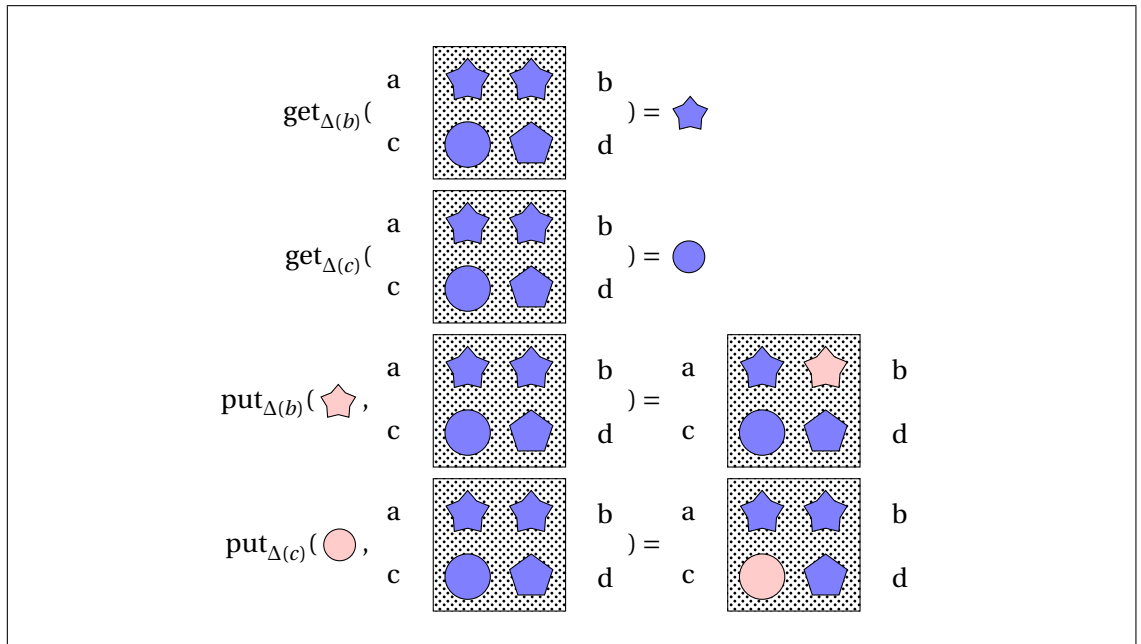 a b
get_Δ(b)( ) =
c d
a b
get_Δ(c)( ) =
c d
a b a b
put_Δ(b)( , ) =
c d c d
a b a b
put_Δ(c)( , ) =
c d c d